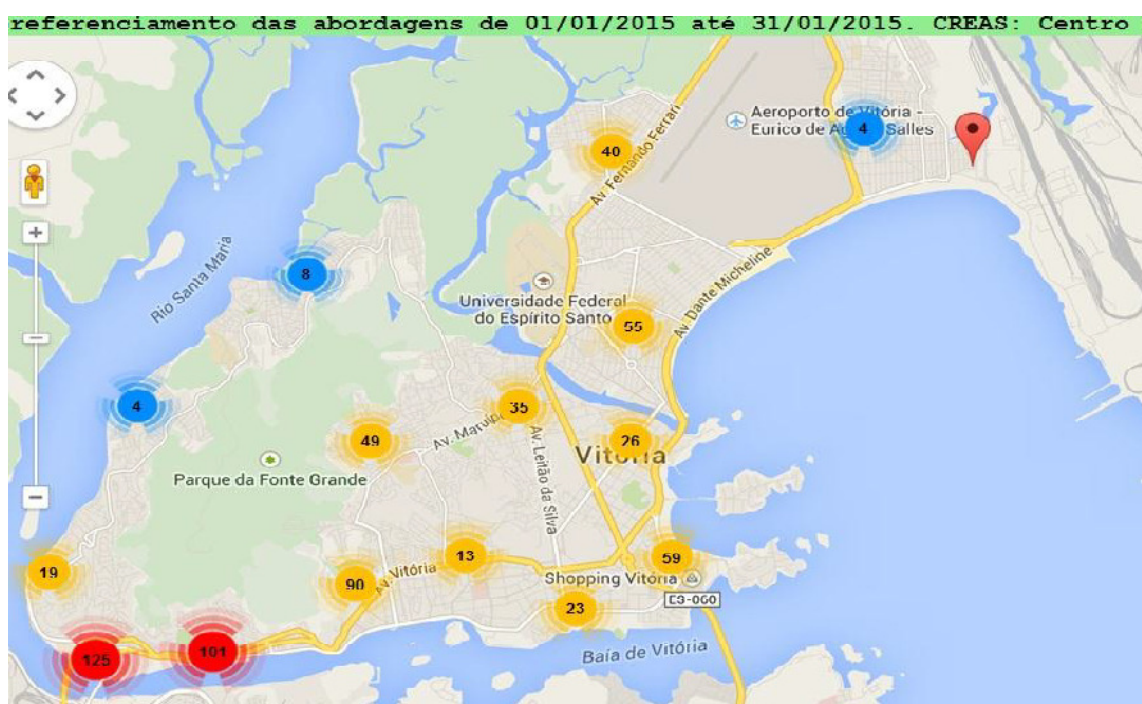 referenciamento das abordagens de 01/01/2015 até 31/01/2015. CREAS: Centro
Aeroporto de Vitória -
Eurico de Salles
4
40
Av. Fernando Ferrari
Rio Santa Maria
8
Universidade Federal
do Espírito Santo
55
Av. Dante Micheline
4
35
49
Av. Maruípe
26
Vitória
Av. Leitão da Silva
Parque da Fonte Grande
19
13
59
90
Av. Vitória
Shopping Vitória
ES-060
23
125
101
Baía de Vitória